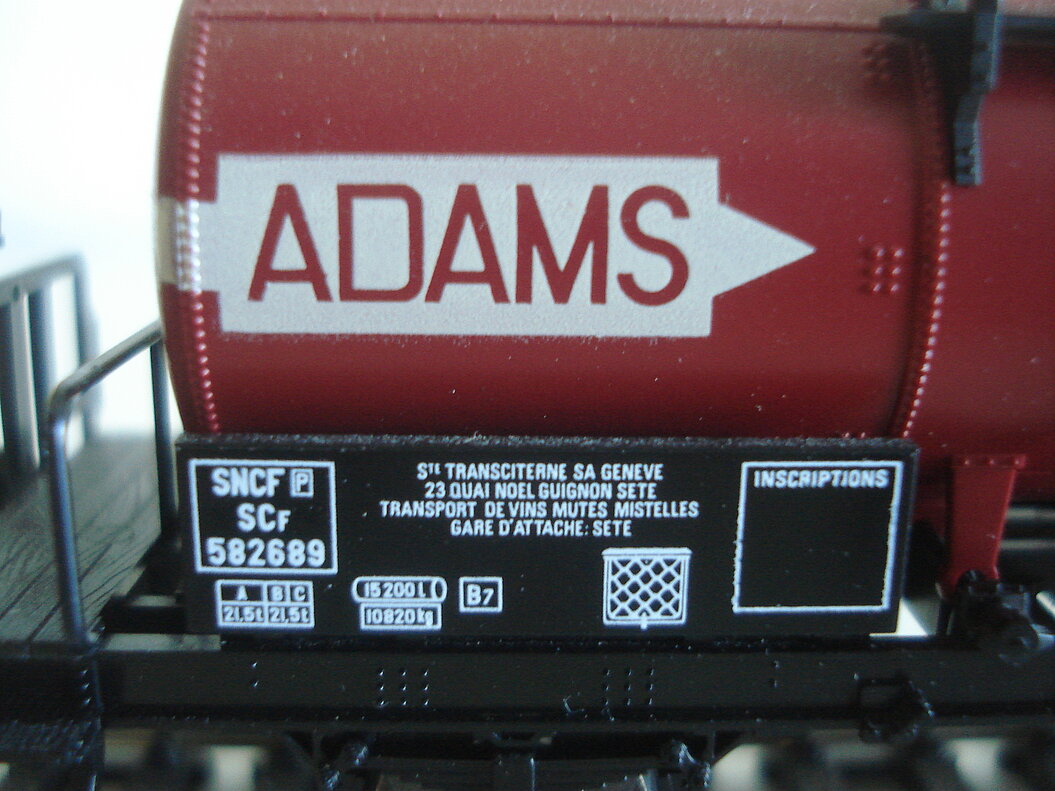 ADAMS
SNCF P
SCF
582689
STE TRANSCITERNE SA GENEVE
23 QUAI NOEL GUIGNON SETE
TRANSPORT DE VINS MUTES MISTELLES
GARE D'ATTACHE: SETE
INSCRIPTIONS
A B C
21,5t 21,5t
15200 L
10820 kg
B7